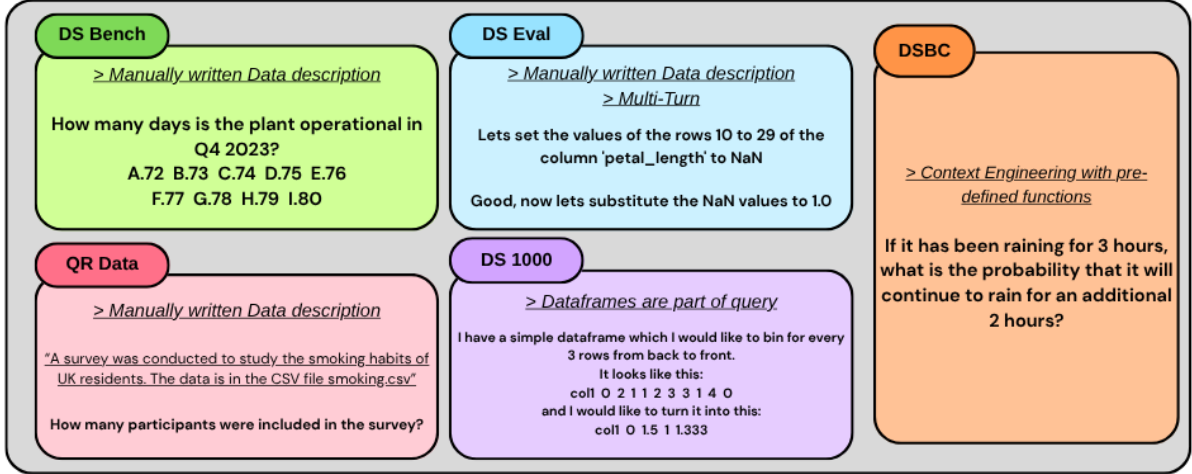 DS Bench
> Manually written Data description
How many days is the plant operational in
Q4 2023?
A.72 B.73 C.74 D.75 E.76
F.77 G.78 H.79 I.80
DS Eval
> Manually written Data description
> Multi-Turn
Lets set the values of the rows 10 to 29 of the
column 'petal_length' to NaN
Good, now lets substitute the NaN values to 1.0
QR Data
> Manually written Data description
“A survey was conducted to study the smoking habits of
UK residents. The data is in the CSV file smoking.csv”
How many participants were included in the survey?
DS 1000
> Dataframes are part of query
I have a simple dataframe which I would like to bin for every
3 rows from back to front.
It looks like this:
col1 0 2 1 1 2 3 3 1 4 0
and I would like to turn it into this:
col1 0 1.5 1 1.333
DSBC
> Context Engineering with pre-
defined functions
If it has been raining for 3 hours,
what is the probability that it will
continue to rain for an additional
2 hours?